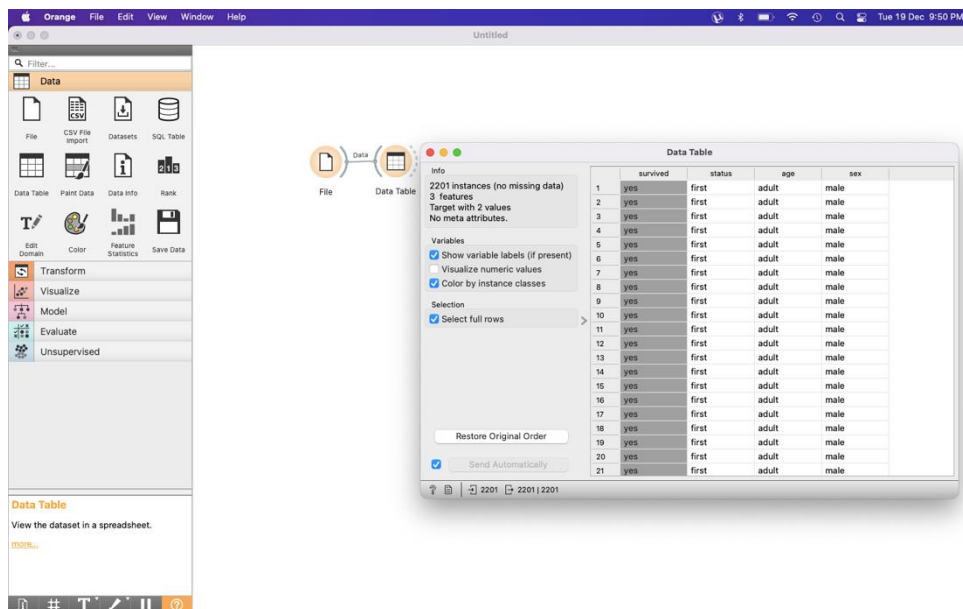 Orange File Edit View Window Help Tue 19 Dec 9:50 PM
Untitled
Filter...
Data
File CSV File Import Datasets SQL Table
Data Table Paint Data Data Info Rank
Edit Domain Color Feature Statistics Save Data
Transform
Visualize
Model
Evaluate
Unsupervised
Data Table
View the dataset in a spreadsheet.
more...
File Data Data Table
Data Table
Info
2201 instances (no missing data)
3 features
Target with 2 values
No meta attributes.
Variables
Show variable labels (if present)
Visualize numeric values
Color by instance classes
Selection
Select full rows
Restore Original Order
Send Automatically
2201 2201 | 2201
survived status age sex
1 yes first adult male
2 yes first adult male
3 yes first adult male
4 yes first adult male
5 yes first adult male
6 yes first adult male
7 yes first adult male
8 yes first adult male
9 yes first adult male
10 yes first adult male
11 yes first adult male
12 yes first adult male
13 yes first adult male
14 yes first adult male
15 yes first adult male
16 yes first adult male
17 yes first adult male
18 yes first adult male
19 yes first adult male
20 yes first adult male
21 yes first adult male